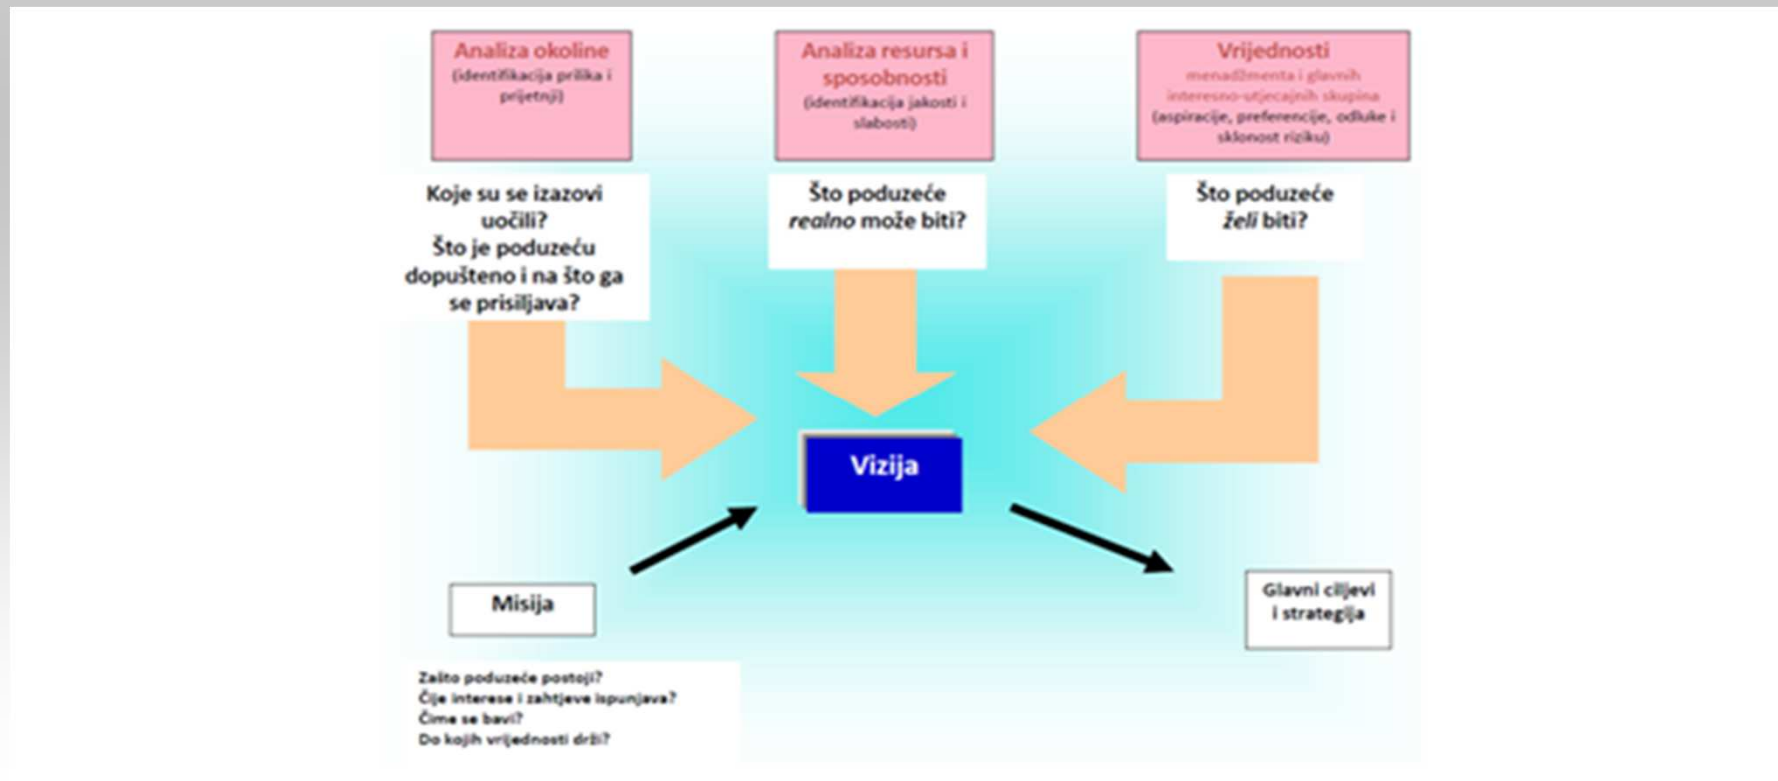 Analiza okoline
(identifikacija prilika i
prijetnji)
Analiza resursa i
sposobnosti
(identifikacija jakosti i
slabosti)
Vrijednosti
menadžmenta i glavnih
interesno-utjecajnih skupina
(aspiracije, preferencije, odluke i
sklonost riziku)
Koje su se izazovi
uočili?
Što je poduzeću
dopušteno i na što ga
se prisiljava?
Što poduzeće
realno može biti?
Što poduzeće
želi biti?
Vizija
Misija
Glavni ciljevi
i strategija
Zašto poduzeće postoji?
Čije interese i zahtjeve ispunjava?
Čime se bavi?
Do kojih vrijednosti drži?